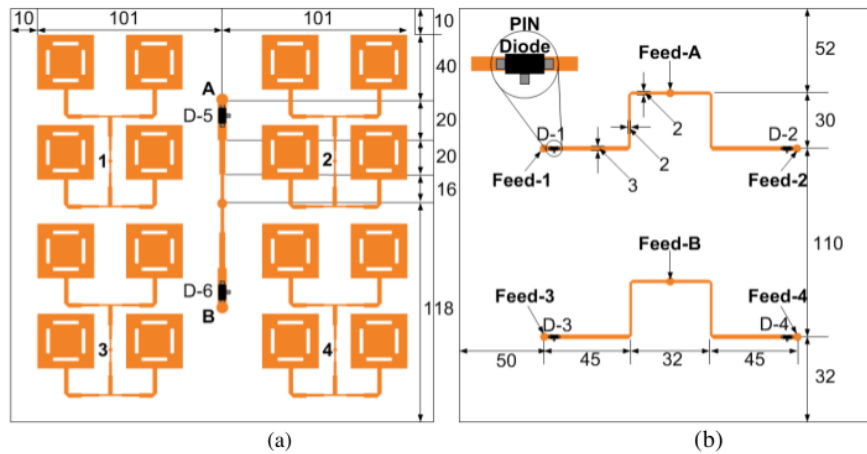 10
101
101
10
40
20
20
16
118
A
D-5
D-6
B
1
2
3
4
(a)
PIN
Diode
Feed-A
52
30
2
2
3
D-1
D-2
Feed-1
Feed-2
110
Feed-B
Feed-3
Feed-4
D-3
D-4
50
45
32
45
32
(b)